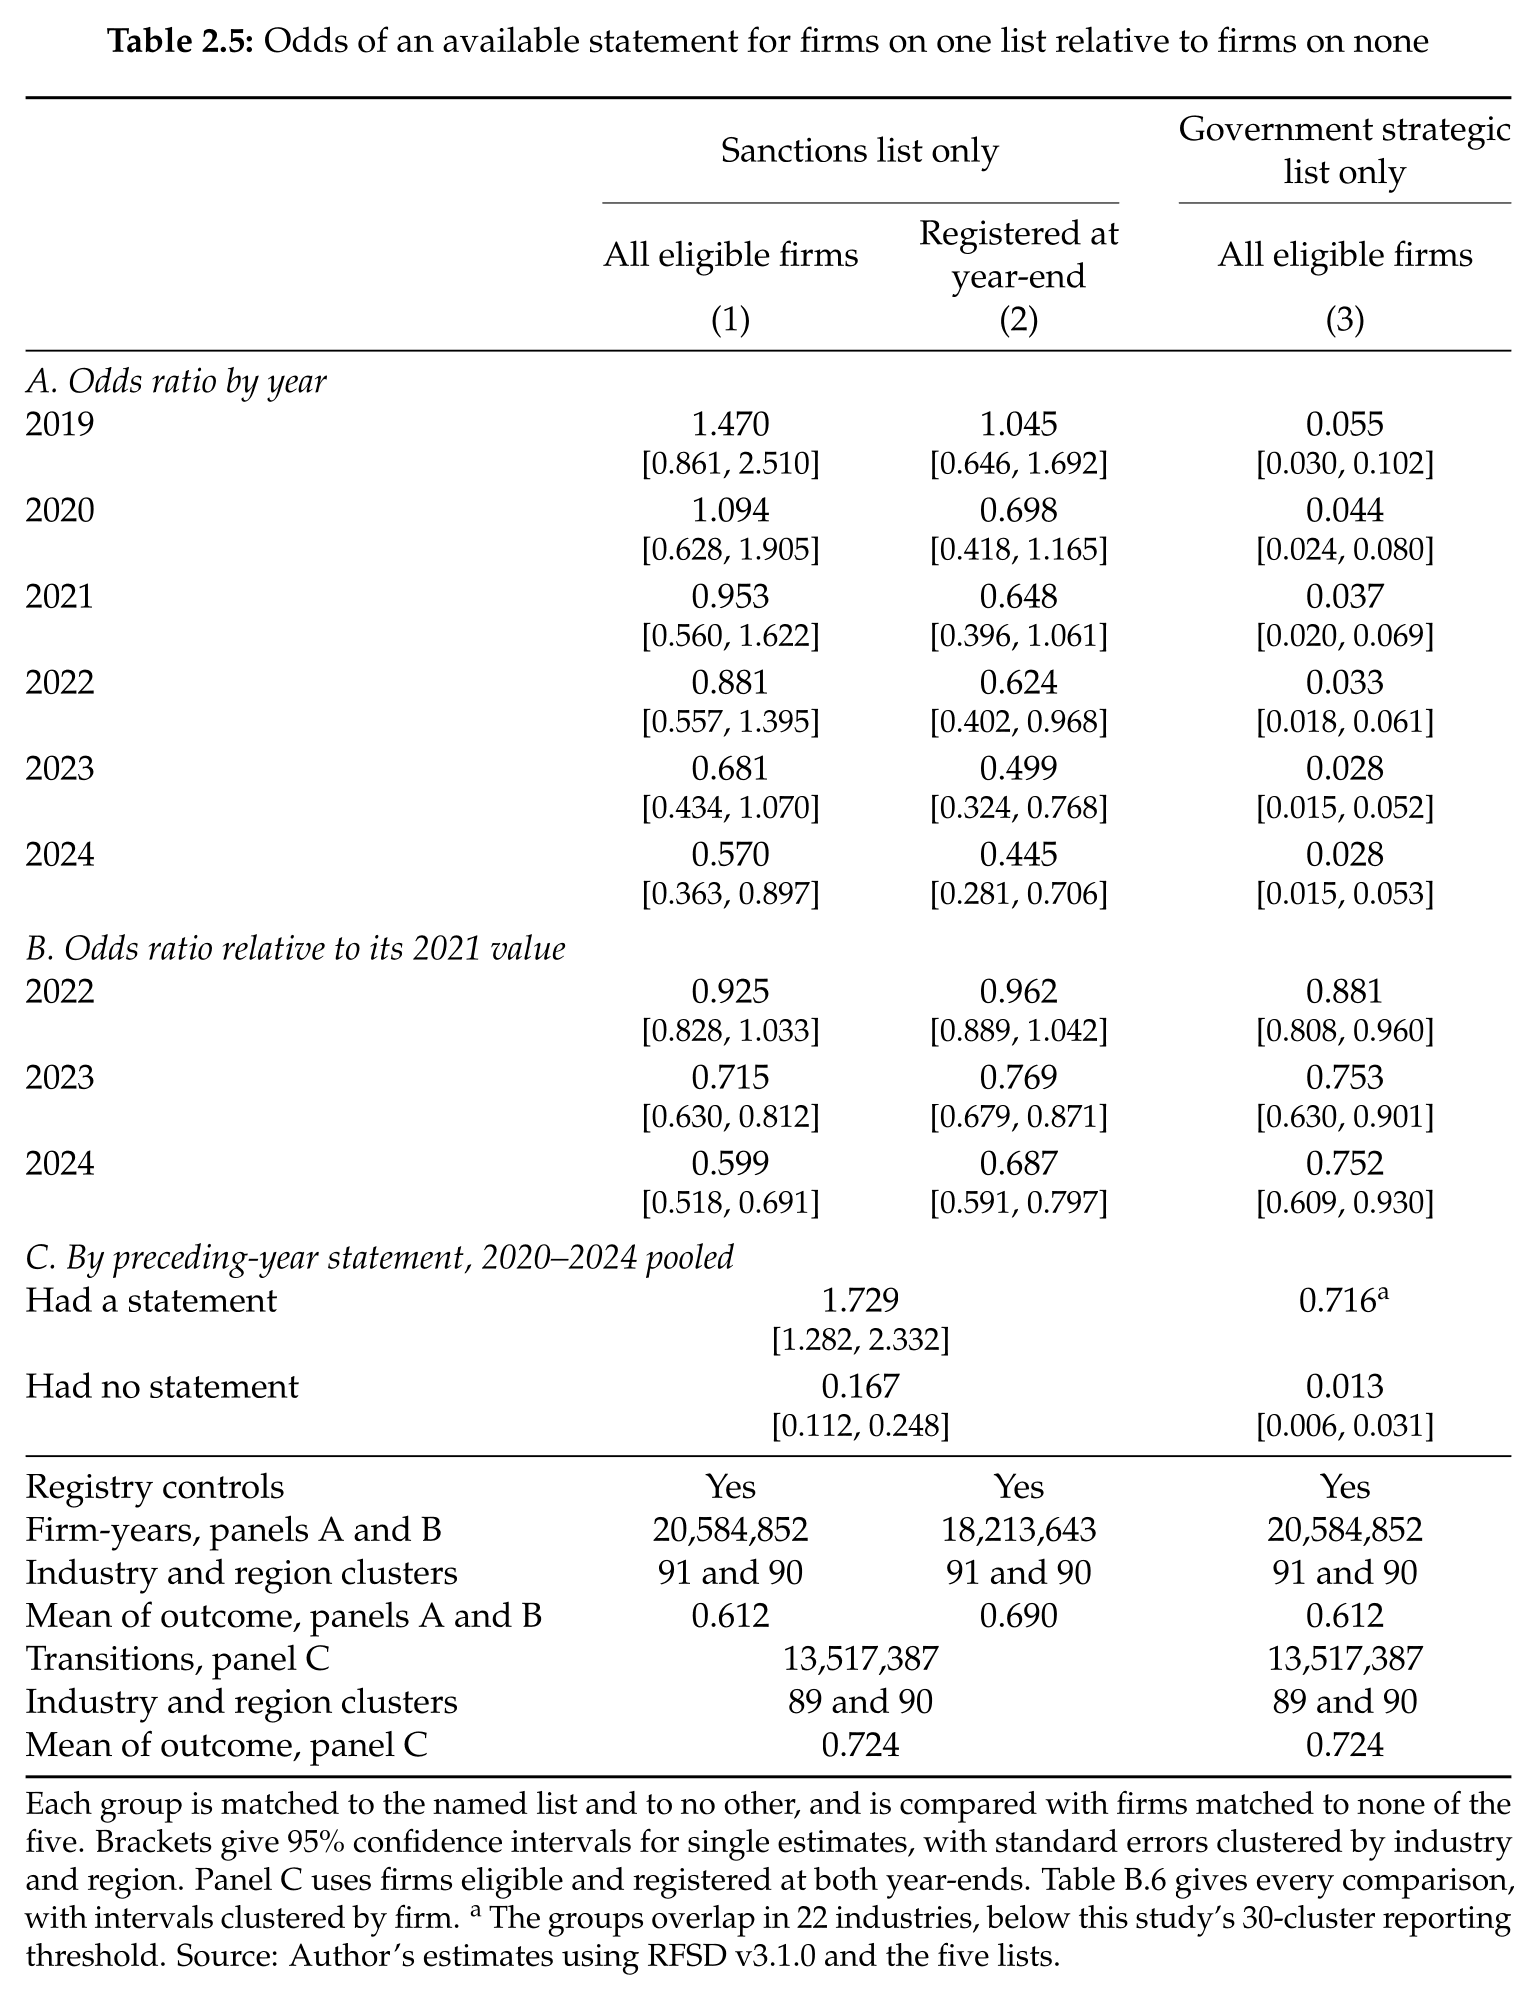 Table 2.5: Odds of an available statement for firms on one list relative to firms on none
Sanctions list only
Government strategic
list only
All eligible firms
Registered at
year-end
All eligible firms
(1) (2) (3)
A. Odds ratio by year
2019 1.470 1.045 0.055
[0.861, 2.510] [0.646, 1.692] [0.030, 0.102]
2020 1.094 0.698 0.044
[0.628, 1.905] [0.418, 1.165] [0.024, 0.080]
2021 0.953 0.648 0.037
[0.560, 1.622] [0.396, 1.061] [0.020, 0.069]
2022 0.881 0.624 0.033
[0.557, 1.395] [0.402, 0.968] [0.018, 0.061]
2023 0.681 0.499 0.028
[0.434, 1.070] [0.324, 0.768] [0.015, 0.052]
2024 0.570 0.445 0.028
[0.363, 0.897] [0.281, 0.706] [0.015, 0.053]
B. Odds ratio relative to its 2021 value
2022 0.925 0.962 0.881
[0.828, 1.033] [0.889, 1.042] [0.808, 0.960]
2023 0.715 0.769 0.753
[0.630, 0.812] [0.679, 0.871] [0.630, 0.901]
2024 0.599 0.687 0.752
[0.518, 0.691] [0.591, 0.797] [0.609, 0.930]
C. By preceding-year statement, 2020–2024 pooled
Had a statement 1.729 0.716ᵃ
[1.282, 2.332]
Had no statement 0.167 0.013
[0.112, 0.248] [0.006, 0.031]
Registry controls Yes Yes Yes
Firm-years, panels A and B 20,584,852 18,213,643 20,584,852
Industry and region clusters 91 and 90 91 and 90 91 and 90
Mean of outcome, panels A and B 0.612 0.690 0.612
Transitions, panel C 13,517,387 13,517,387
Industry and region clusters 89 and 90 89 and 90
Mean of outcome, panel C 0.724 0.724
Each group is matched to the named list and to no other, and is compared with firms matched to none of the
five. Brackets give 95% confidence intervals for single estimates, with standard errors clustered by industry
and region. Panel C uses firms eligible and registered at both year-ends. Table B.6 gives every comparison,
with intervals clustered by firm. ᵃ The groups overlap in 22 industries, below this study's 30-cluster reporting
threshold. Source: Author's estimates using RFSD v3.1.0 and the five lists.